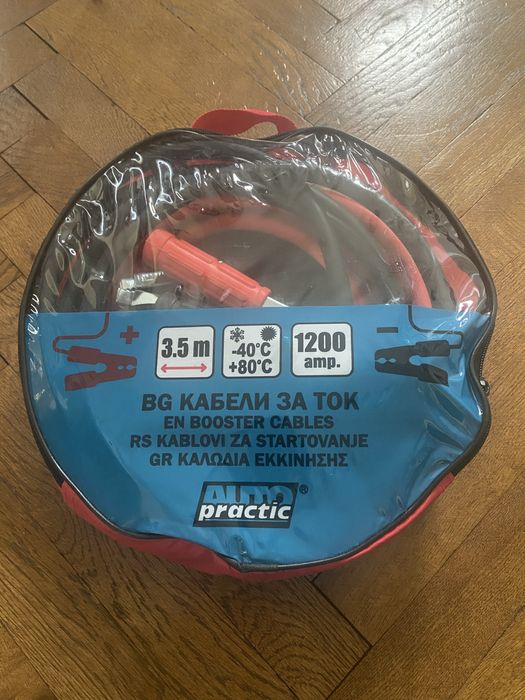 +
-
3.5 m
-40°C
+80°C
1200
amp.
BG КАБЕЛИ ЗА ТОК
EN BOOSTER CABLES
RS KABLOVI ZA STARTOVANJE
GR ΚΑΛΩΔΙΑ ΕΚΚΙΝΗΣΗΣ
AUTO®
practic